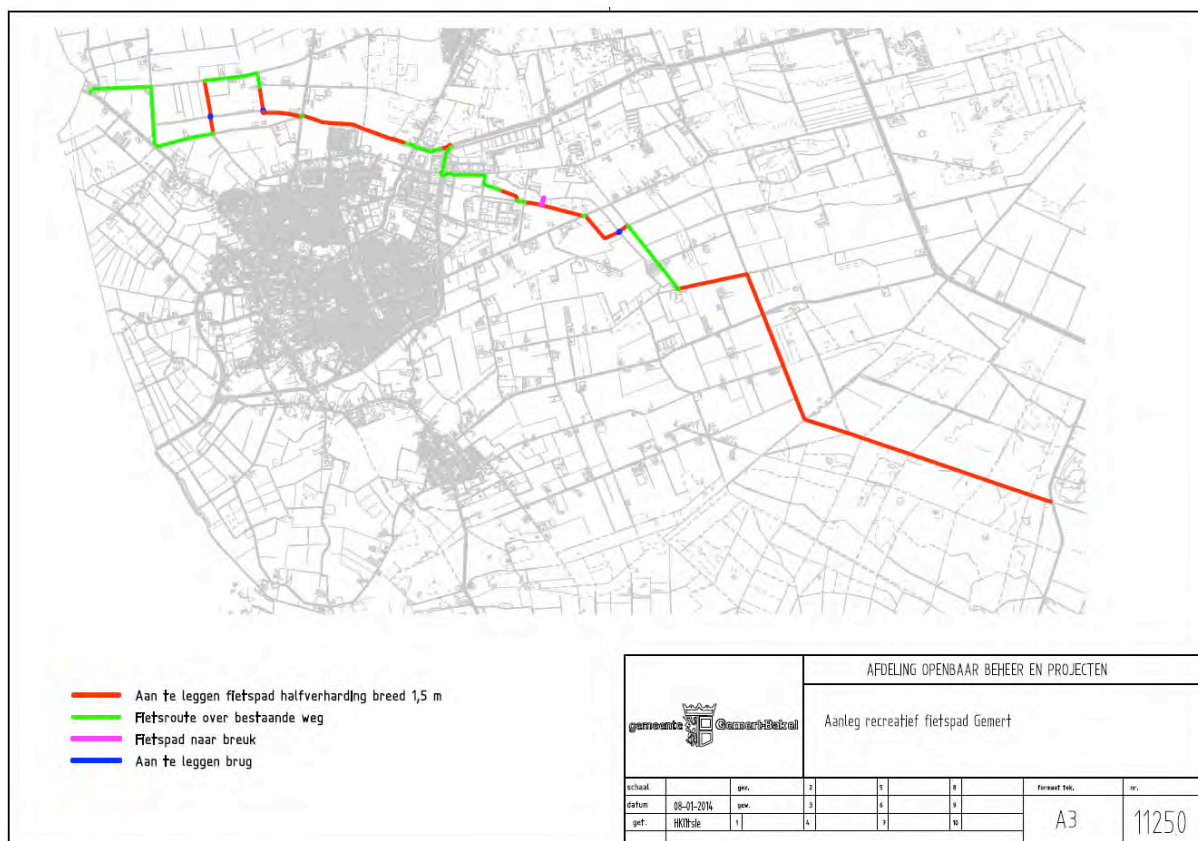 Aan te leggen fietspad halfverharding breed 1,5 m
Fietsroute over bestaande weg
Fietspad naar breuk
Aan te leggen brug
gemeente Gemert-Bakel
AFDELING OPENBAAR BEHEER EN PROJECTEN
Aanleg recreatief fietspad Gemert
schaal gez. 2 5 8 formaat tek. nr.
datum 08-01-2014 gew. 3 6 9
get. 1 4 7 10 A3 11250